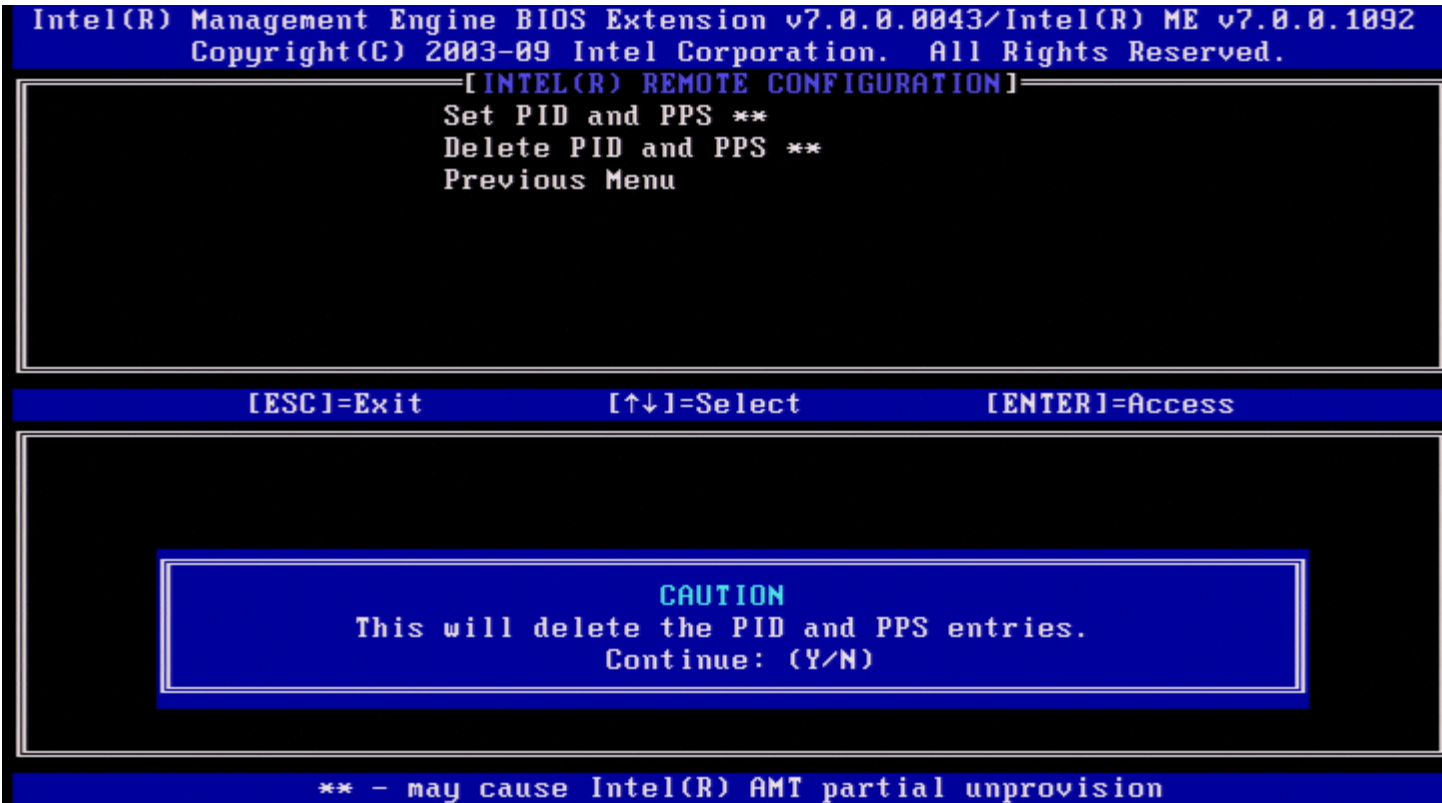 Intel(R) Management Engine BIOS Extension v7.0.0.0043/Intel(R) ME v7.0.0.1092
Copyright(C) 2003-09 Intel Corporation.  All Rights Reserved.
[INTEL(R) REMOTE CONFIGURATION]
Set PID and PPS **
Delete PID and PPS **
Previous Menu
[ESC]=Exit [↑↓]=Select [ENTER]=Access
CAUTION
This will delete the PID and PPS entries.
Continue: (Y/N)
** - may cause Intel(R) AMT partial unprovision